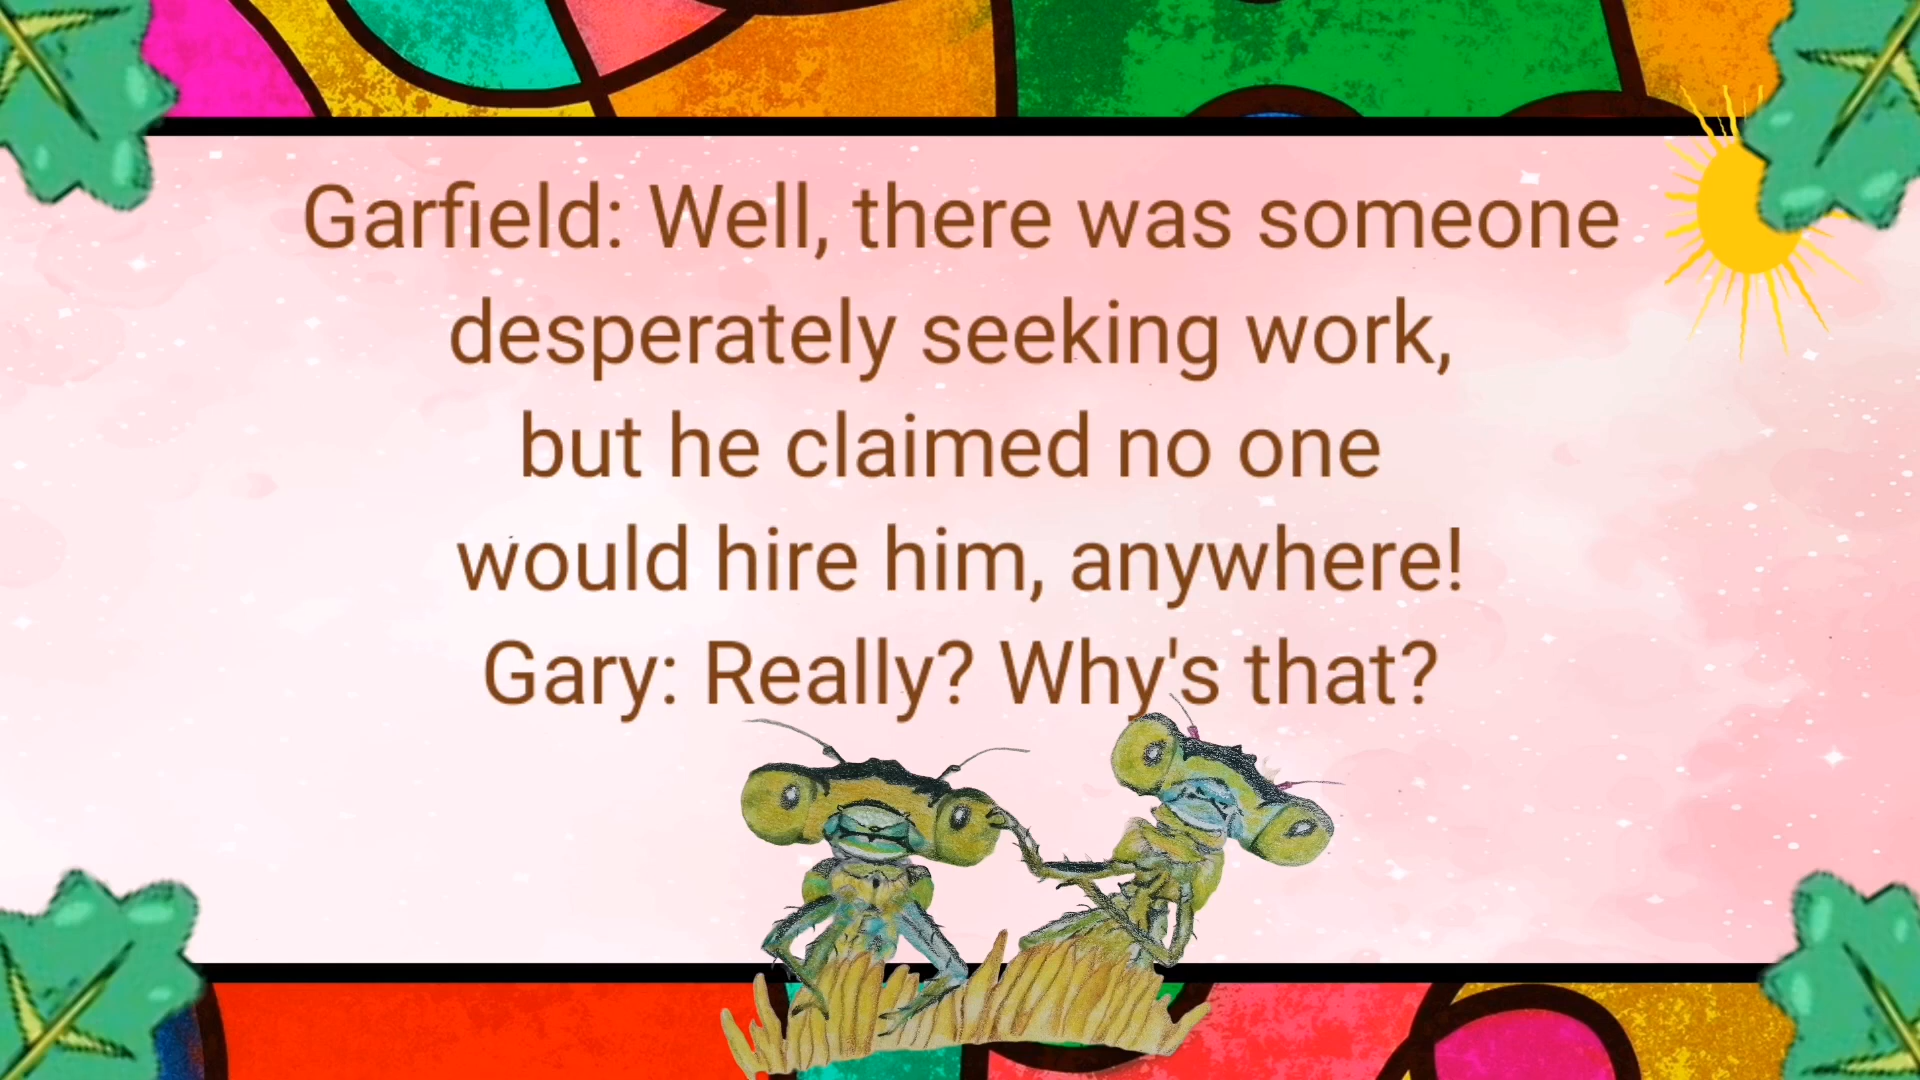 Garfield: Well, there was someone
desperately seeking work,
but he claimed no one
would hire him, anywhere!
Gary: Really? Why's that?